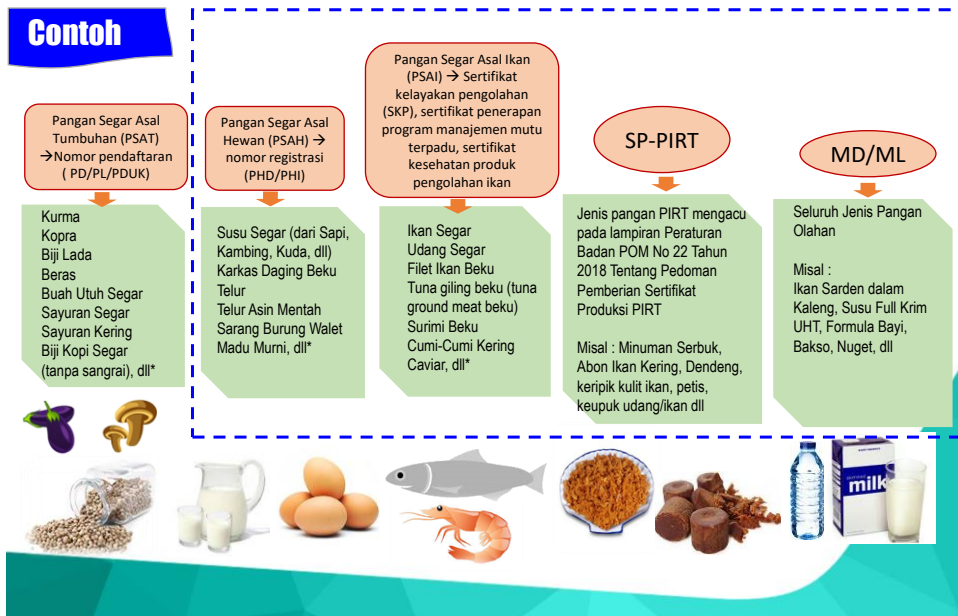 Contoh
Pangan Segar Asal
Tumbuhan (PSAT)
→Nomor pendaftaran
( PD/PL/PDUK)
Kurma
Kopra
Biji Lada
Beras
Buah Utuh Segar
Sayuran Segar
Sayuran Kering
Biji Kopi Segar
(tanpa sangrai), dll*
Pangan Segar Asal
Hewan (PSAH) →
nomor registrasi
(PHD/PHI)
Susu Segar (dari Sapi,
Kambing, Kuda, dll)
Karkas Daging Beku
Telur
Telur Asin Mentah
Sarang Burung Walet
Madu Murni, dll*
Pangan Segar Asal Ikan
(PSAI) → Sertifikat
kelayakan pengolahan
(SKP), sertifikat penerapan
program manajemen mutu
terpadu, sertifikat
kesehatan produk
pengolahan ikan
Ikan Segar
Udang Segar
Filet Ikan Beku
Tuna giling beku (tuna
ground meat beku)
Surimi Beku
Cumi-Cumi Kering
Caviar, dll*
SP-PIRT
Jenis pangan PIRT mengacu
pada lampiran Peraturan
Badan POM No 22 Tahun
2018 Tentang Pedoman
Pemberian Sertifikat
Produksi PIRT
Misal : Minuman Serbuk,
Abon Ikan Kering, Dendeng,
keripik kulit ikan, petis,
keupuk udang/ikan dll
MD/ML
Seluruh Jenis Pangan
Olahan
Misal :
Ikan Sarden dalam
Kaleng, Susu Full Krim
UHT, Formula Bayi,
Bakso, Nuget, dll
milk